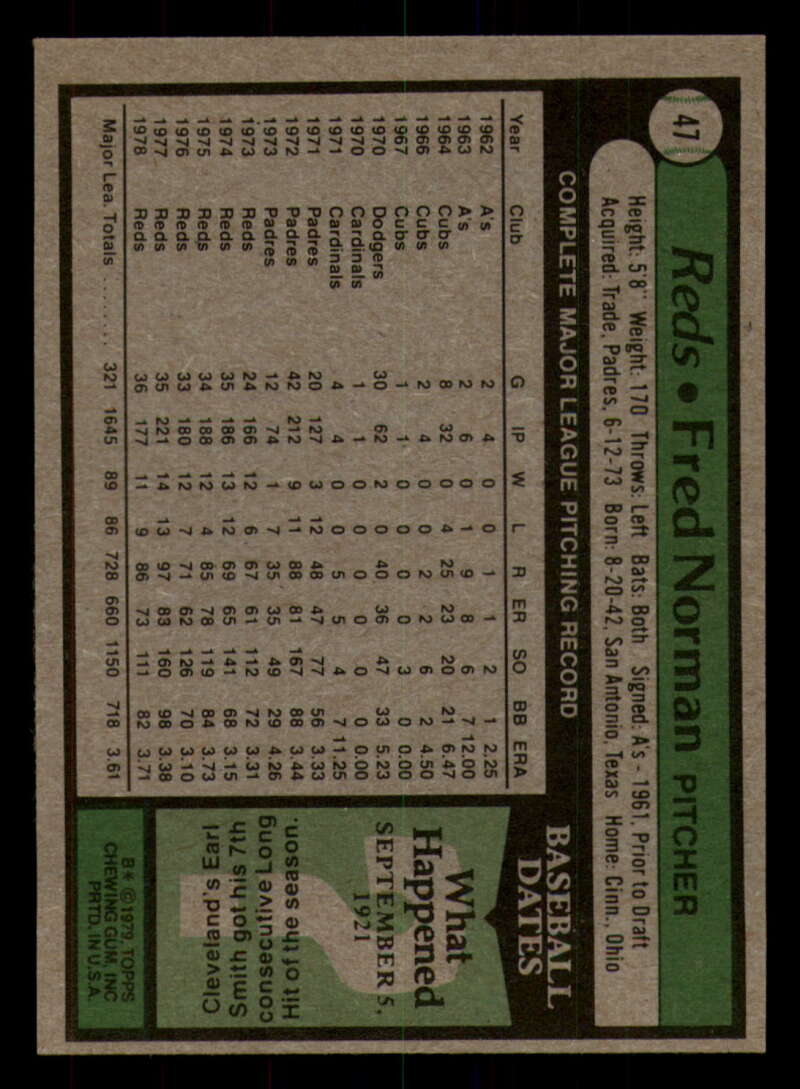 47
Reds • Fred Norman PITCHER
Height: 5'8" Weight: 170 Throws: Left Bats: Both Signed: A's - 1961, Prior to Draft
Acquired: Trade, Padres, 6-12-73 Born: 8-20-42, San Antonio, Texas Home: Cinn., Ohio
COMPLETE MAJOR LEAGUE PITCHING RECORD
Year Club G IP W L R ER SO BB ERA
1962 A's 2 4 0 0 1 1 2 1 2.25
1963 A's 2 6 0 1 9 8 6 7 12.00
1964 Cubs 8 32 0 4 25 23 20 21 6.47
1966 Cubs 2 4 0 0 2 2 6 2 4.50
1967 Cubs 1 1 0 0 0 0 3 0 0.00
1970 Dodgers 30 62 2 0 40 36 47 33 5.23
1970 Cardinals 1 1 0 0 0 0 0 0 0.00
1971 Cardinals 4 4 0 0 5 5 4 7 11.25
1971 Padres 20 127 3 12 48 47 77 56 3.33
1972 Padres 42 212 9 11 88 81 167 88 3.44
1973 Padres 12 74 1 7 35 35 49 29 4.26
1973 Reds 24 166 12 6 67 61 112 72 3.31
1974 Reds 35 186 13 12 69 65 141 68 3.15
1975 Reds 34 188 12 4 85 78 119 84 3.73
1976 Reds 33 180 12 7 71 62 126 70 3.10
1977 Reds 35 221 14 13 97 83 160 98 3.38
1978 Reds 36 177 11 9 86 73 111 82 3.71
Major Lea. Totals ........ 321 1645 89 86 728 660 1150 718 3.61
BASEBALL
DATES
What
Happened
SEPTEMBER 5,
1921
?
Cleveland's Earl
Smith got his 7th
consecutive Long
Hit of the season.
B* © 1979, TOPPS
CHEWING GUM, INC
PRTD. IN U.S.A.